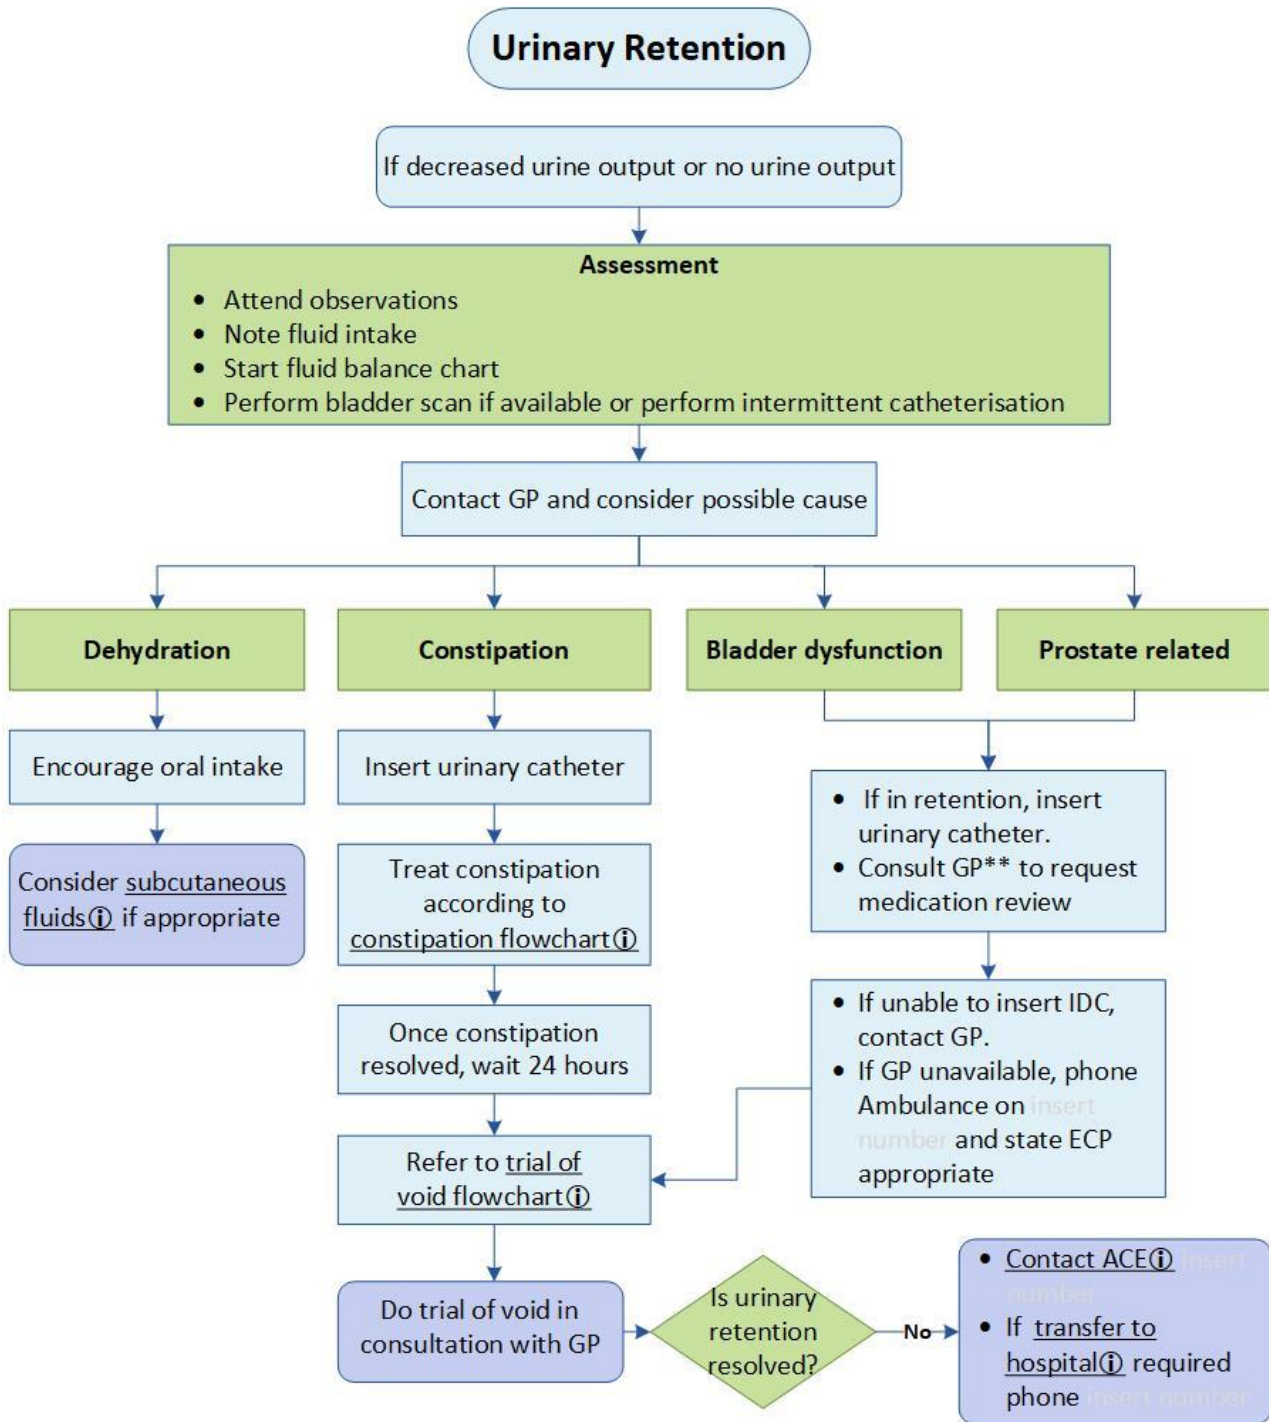 Urinary Retention
If decreased urine output or no urine output
Assessment
• Attend observations
• Note fluid intake
• Start fluid balance chart
• Perform bladder scan if available or perform intermittent catheterisation
Contact GP and consider possible cause
Dehydration
Constipation
Bladder dysfunction
Prostate related
Encourage oral intake
Consider subcutaneous
fluidsⓘ if appropriate
Insert urinary catheter
Treat constipation
according to
constipation flowchartⓘ
Once constipation
resolved, wait 24 hours
• If in retention, insert
urinary catheter.
• Consult GP** to request
medication review
• If unable to insert IDC,
contact GP.
• If GP unavailable, phone
Ambulance on insert
number and state ECP
appropriate
Refer to trial of
void flowchartⓘ
Do trial of void in
consultation with GP
Is urinary
retention
resolved?
No
• Contact ACEⓘ insert
number
• If transfer to
hospitalⓘ required
phone insert number